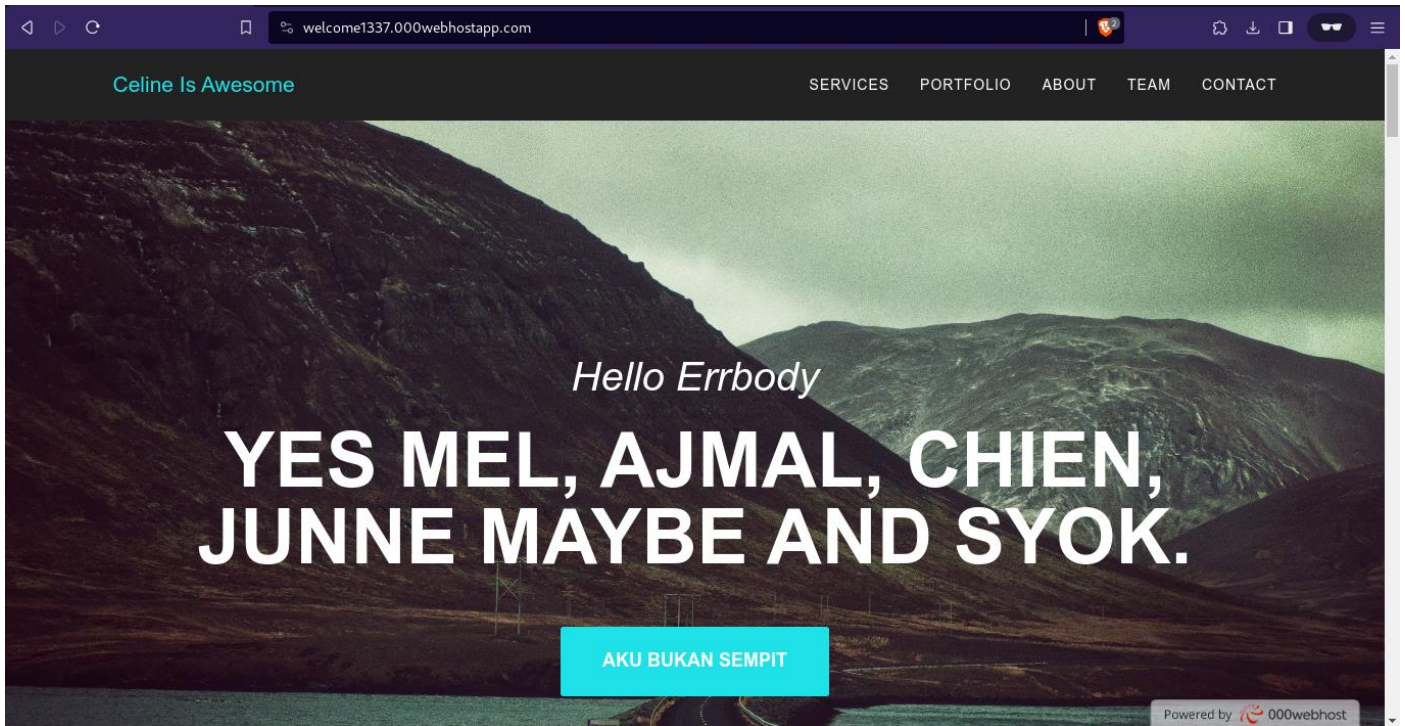 welcome1337.000webhostapp.com
2
Celine Is Awesome
SERVICES PORTFOLIO ABOUT TEAM CONTACT
Hello Errbody
YES MEL, AJMAL, CHIEN,
JUNNE MAYBE AND SYOK.
AKU BUKAN SEMPIT
Powered by 000webhost